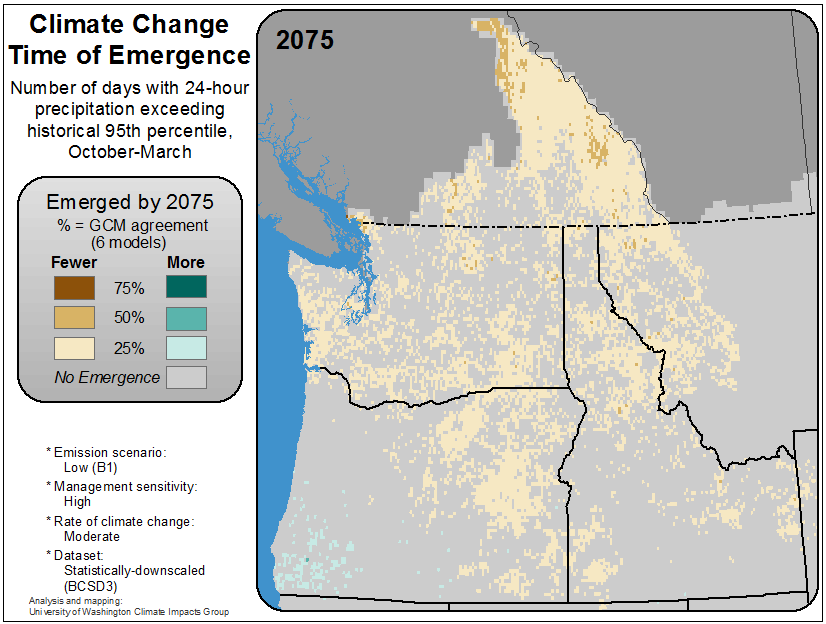 Climate Change
Time of Emergence
Number of days with 24-hour
precipitation exceeding
historical 95th percentile,
October-March
Emerged by 2075
% = GCM agreement
(6 models)
Fewer More
75%
50%
25%
No Emergence
* Emission scenario:
Low (B1)
* Management sensitivity:
High
* Rate of climate change:
Moderate
* Dataset:
Statistically-downscaled
(BCSD3)
Analysis and mapping:
University of Washington Climate Impacts Group
2075